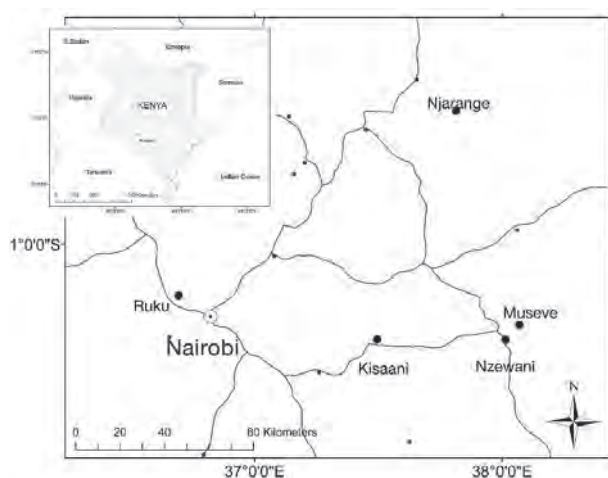 S.Sudan
Ethiopia
Somalia
Uganda
KENYA
Tanzania
Indian Ocean
Njarange
1°0'0"S
Ruku
Nairobi
Museve
Kisaani
Nzewani
N
0 20 40 80 Kilometers
37°0'0"E
38°0'0"E